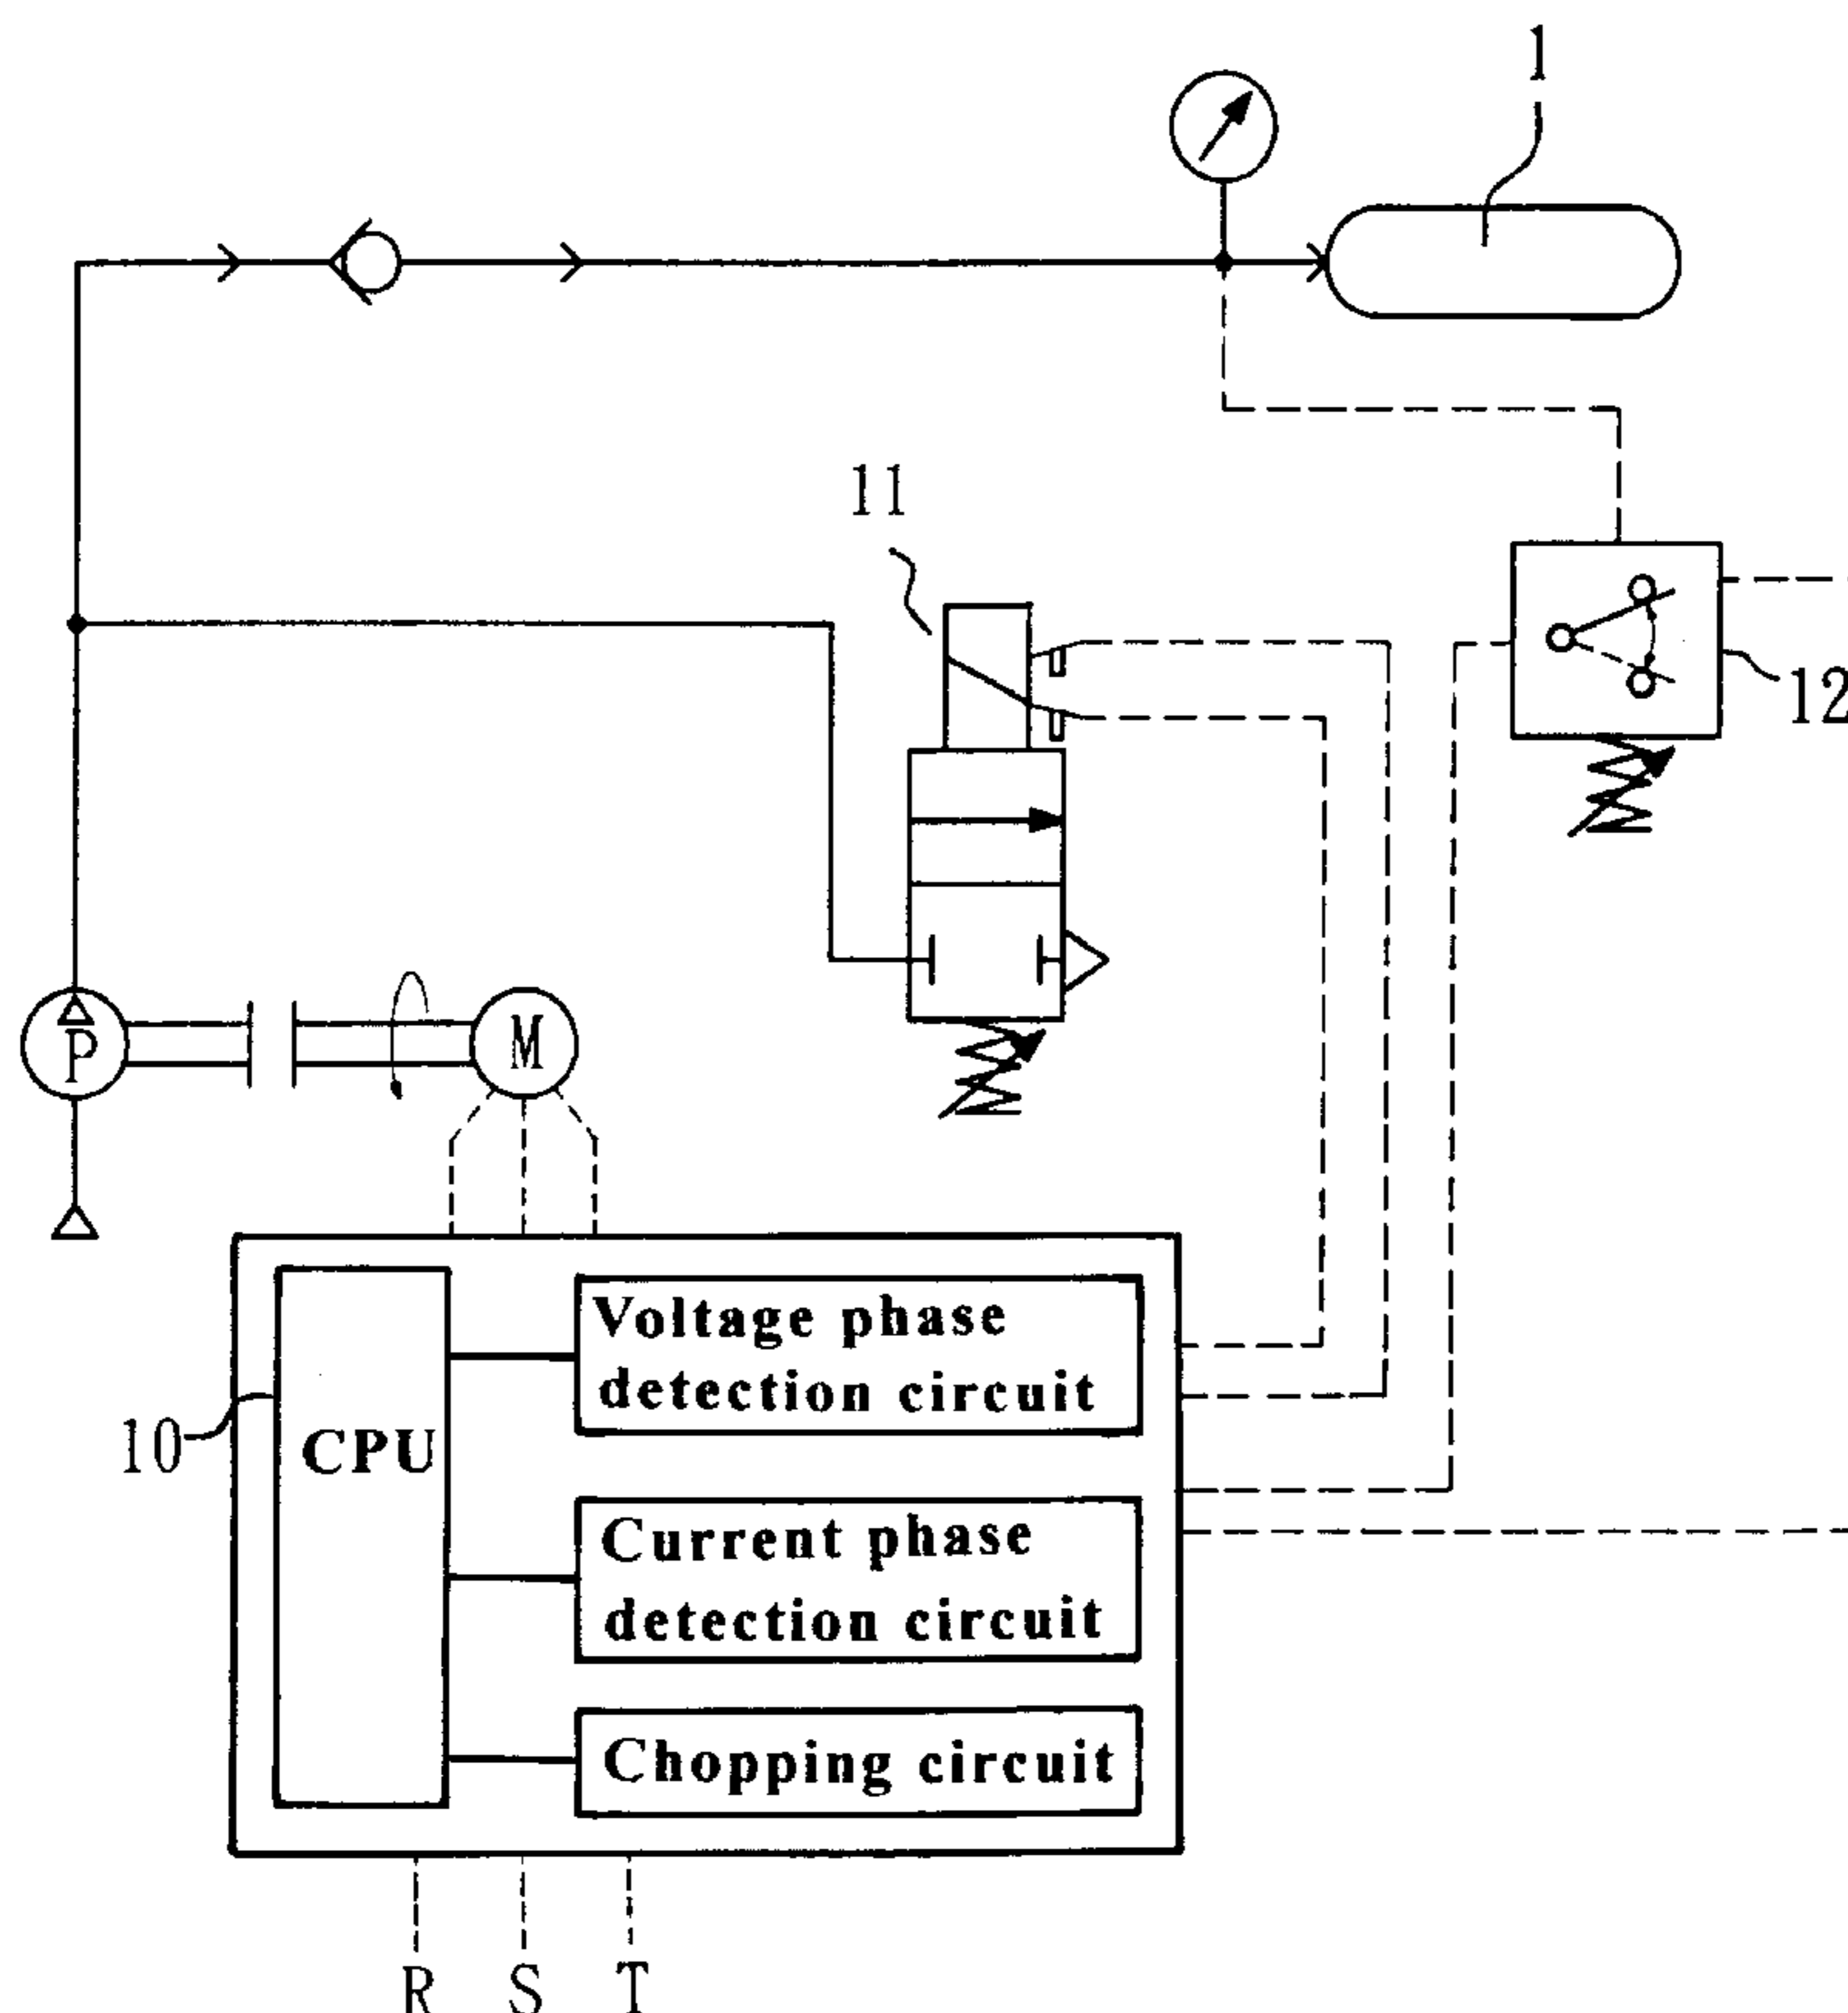 1
11
12
P
M
Voltage phase
detection circuit
10
CPU
Current phase
detection circuit
Chopping circuit
R S T